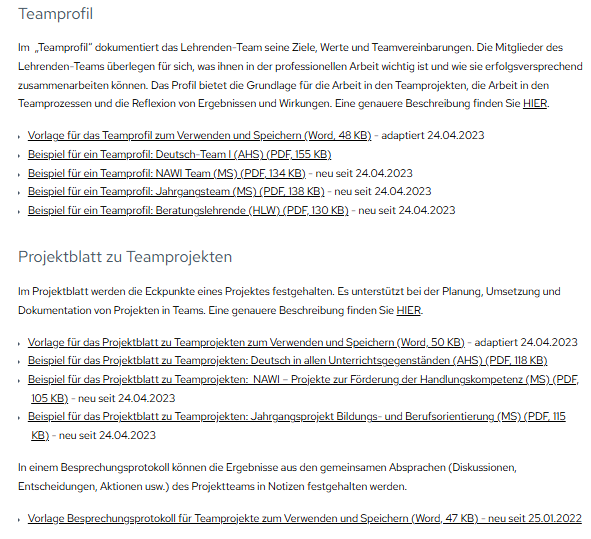 Teamprofil
Im „Teamprofil" dokumentiert das Lehrenden-Team seine Ziele, Werte und Teamvereinbarungen. Die Mitglieder des
Lehrenden-Teams überlegen für sich, was ihnen in der professionellen Arbeit wichtig ist und wie sie erfolgsversprechend
zusammenarbeiten können. Das Profil bietet die Grundlage für die Arbeit in den Teamprojekten, die Arbeit in den
Teamprozessen und die Reflexion von Ergebnissen und Wirkungen. Eine genauere Beschreibung finden Sie HIER.
Vorlage für das Teamprofil zum Verwenden und Speichern (Word, 48 KB) - adaptiert 24.04.2023
Beispiel für ein Teamprofil: Deutsch-Team I (AHS) (PDF, 155 KB)
Beispiel für ein Teamprofil: NAWI Team (MS) (PDF, 134 KB) - neu seit 24.04.2023
Beispiel für ein Teamprofil: Jahrgangsteam (MS) (PDF, 138 KB) - neu seit 24.04.2023
Beispiel für ein Teamprofil: Beratungslehrende (HLW) (PDF, 130 KB) - neu seit 24.04.2023
Projektblatt zu Teamprojekten
Im Projektblatt werden die Eckpunkte eines Projektes festgehalten. Es unterstützt bei der Planung, Umsetzung und
Dokumentation von Projekten in Teams. Eine genauere Beschreibung finden Sie HIER.
Vorlage für das Projektblatt zu Teamprojekten zum Verwenden und Speichern (Word, 50 KB) - adaptiert 24.04.2023
Beispiel für das Projektblatt zu Teamprojekten: Deutsch in allen Unterrichtsgegenständen (AHS) (PDF, 118 KB)
Beispiel für das Projektblatt zu Teamprojekten: NAWI – Projekte zur Förderung der Handlungskompetenz (MS) (PDF,
105 KB) - neu seit 24.04.2023
Beispiel für das Projektblatt zu Teamprojekten: Jahrgangsprojekt Bildungs- und Berufsorientierung (MS) (PDF, 115
KB) - neu seit 24.04.2023
In einem Besprechungsprotokoll können die Ergebnisse aus den gemeinsamen Absprachen (Diskussionen,
Entscheidungen, Aktionen usw.) des Projektteams in Notizen festgehalten werden.
Vorlage Besprechungsprotokoll für Teamprojekte zum Verwenden und Speichern (Word, 47 KB) - neu seit 25.01.2022